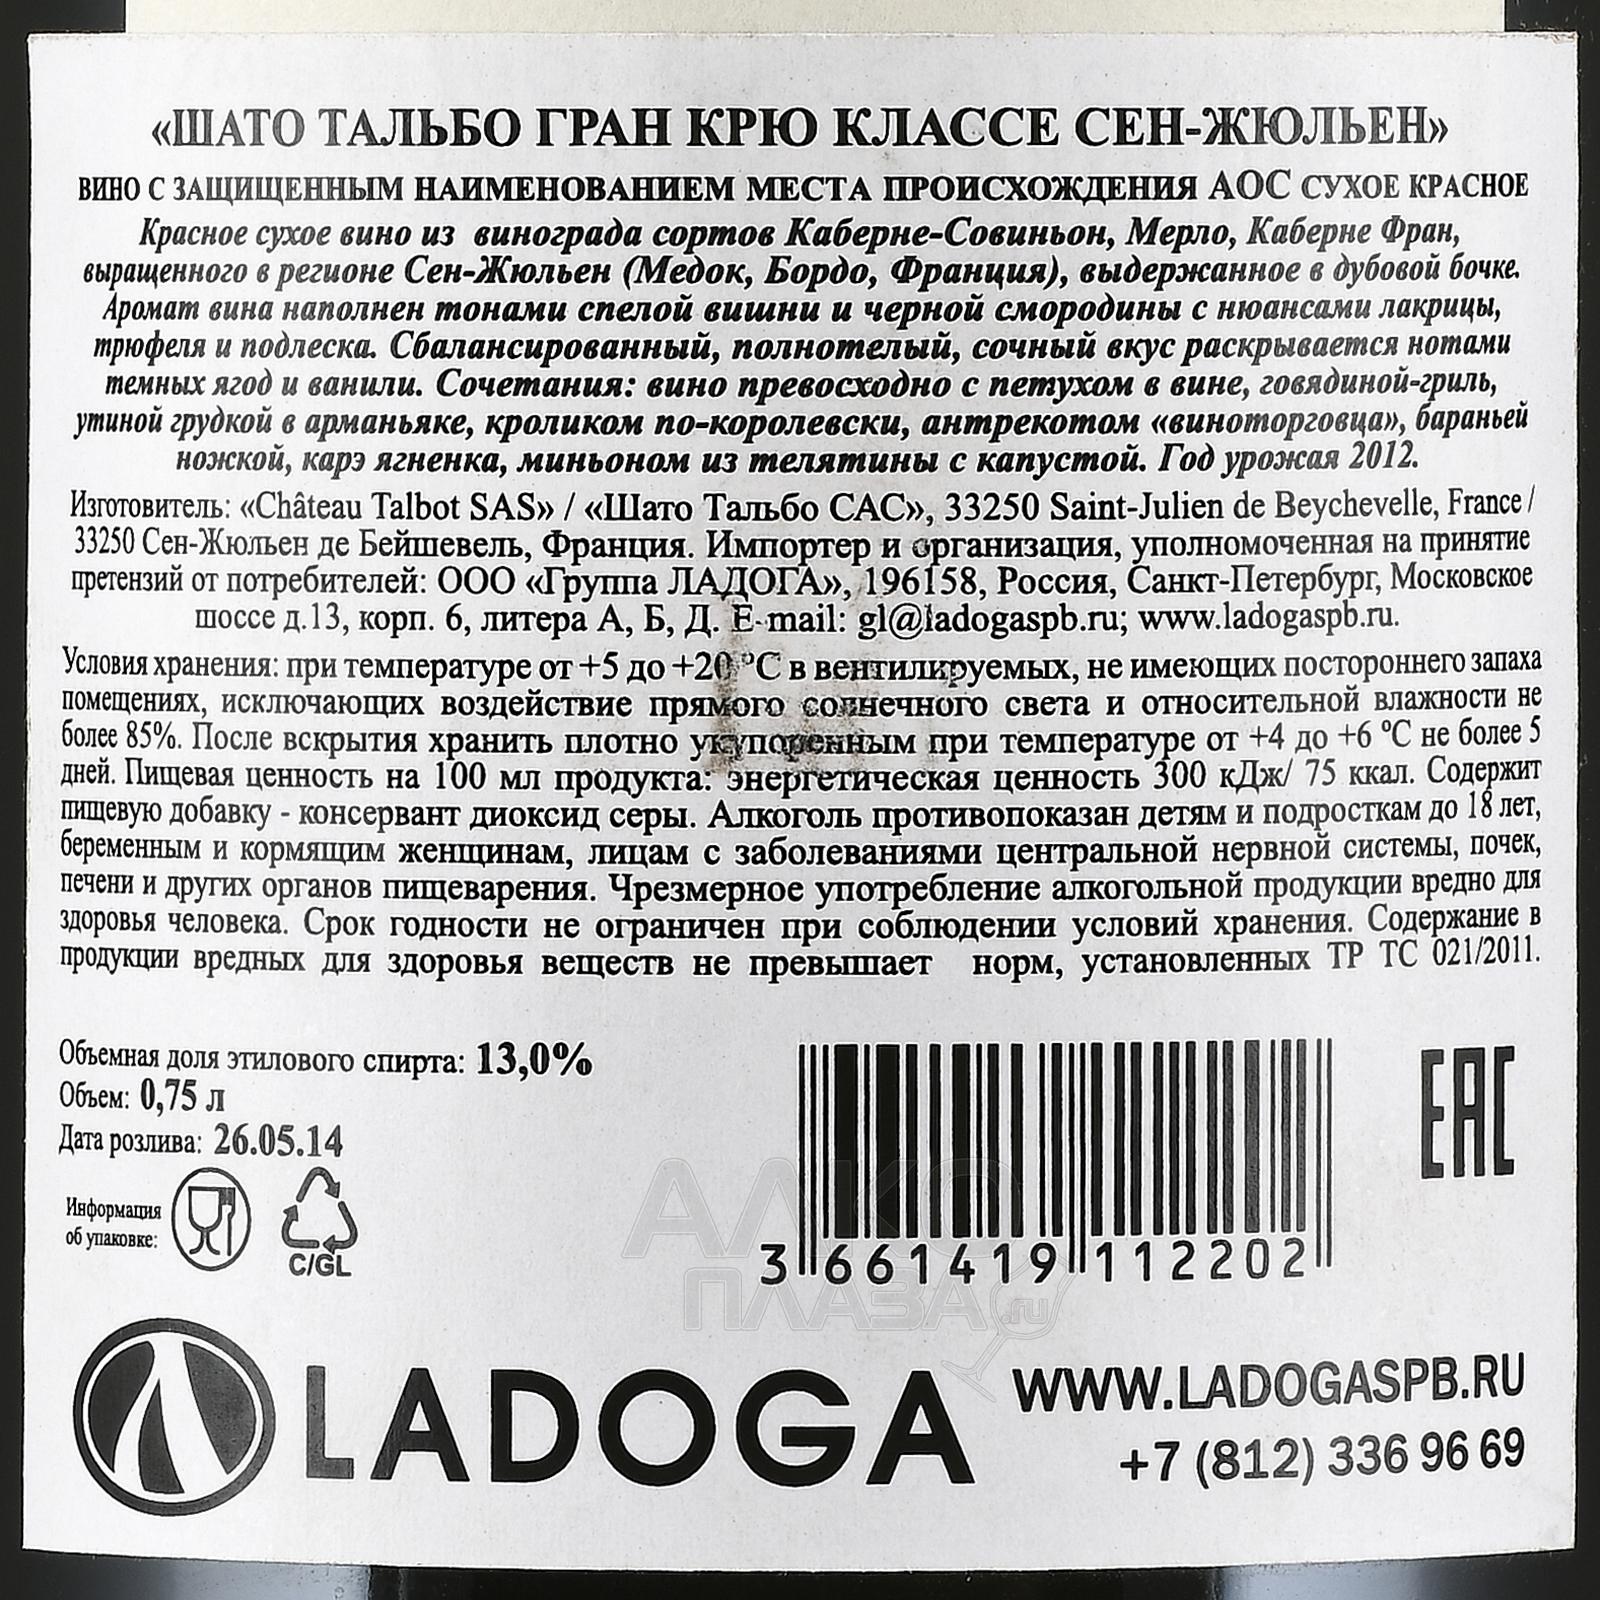 «ШАТО ТАЛЬБО ГРАН КРЮ КЛАССЕ СЕН-ЖЮЛЬЕН»
ВИНО С ЗАЩИЩЕННЫМ НАИМЕНОВАНИЕМ МЕСТА ПРОИСХОЖДЕНИЯ АОС СУХОЕ КРАСНОЕ
Красное сухое вино из винограда сортов Каберне-Совиньон, Мерло, Каберне Фран,
выращенного в регионе Сен-Жюльен (Медок, Бордо, Франция), выдержанное в дубовой бочке.
Аромат вина наполнен тонами спелой вишни и черной смородины с нюансами лакрицы,
трюфеля и подлеска. Сбалансированный, полнотелый, сочный вкус раскрывается нотами
темных ягод и ванили. Сочетания: вино превосходно с петухом в вине, говядиной-гриль,
утиной грудкой в арманьяке, кроликом по-королевски, антрекотом «виноторговца», бараньей
ножкой, карэ ягненка, миньоном из телятины с капустой. Год урожая 2012.
Изготовитель: «Château Talbot SAS» / «Шато Тальбо САС», 33250 Saint-Julien de Beychevelle, France /
33250 Сен-Жюльен де Бейшевель, Франция. Импортер и организация, уполномоченная на принятие
претензий от потребителей: ООО «Группа ЛАДОГА», 196158, Россия, Санкт-Петербург, Московское
шоссе д.13, корп. 6, литера А, Б, Д. E-mail: gl@ladogaspb.ru; www.ladogaspb.ru.
Условия хранения: при температуре от +5 до +20 °С в вентилируемых, не имеющих постороннего запаха
помещениях, исключающих воздействие прямого солнечного света и относительной влажности не
более 85%. После вскрытия хранить плотно укупоренным при температуре от +4 до +6 °С не более 5
дней. Пищевая ценность на 100 мл продукта: энергетическая ценность 300 кДж/ 75 ккал. Содержит
пищевую добавку - консервант диоксид серы. Алкоголь противопоказан детям и подросткам до 18 лет,
беременным и кормящим женщинам, лицам с заболеваниями центральной нервной системы, почек,
печени и других органов пищеварения. Чрезмерное употребление алкогольной продукции вредно для
здоровья человека. Срок годности не ограничен при соблюдении условий хранения. Содержание в
продукции вредных для здоровья веществ не превышает норм, установленных ТР ТС 021/2011.
Объемная доля этилового спирта: 13,0%
Объем: 0,75 л
Дата розлива: 26.05.14
Информация
об упаковке:
C/GL
3 661419 112202
EAC
АЛКО
ПЛАЗА.ru
LADOGA
WWW.LADOGASPB.RU
+7 (812) 336 96 69